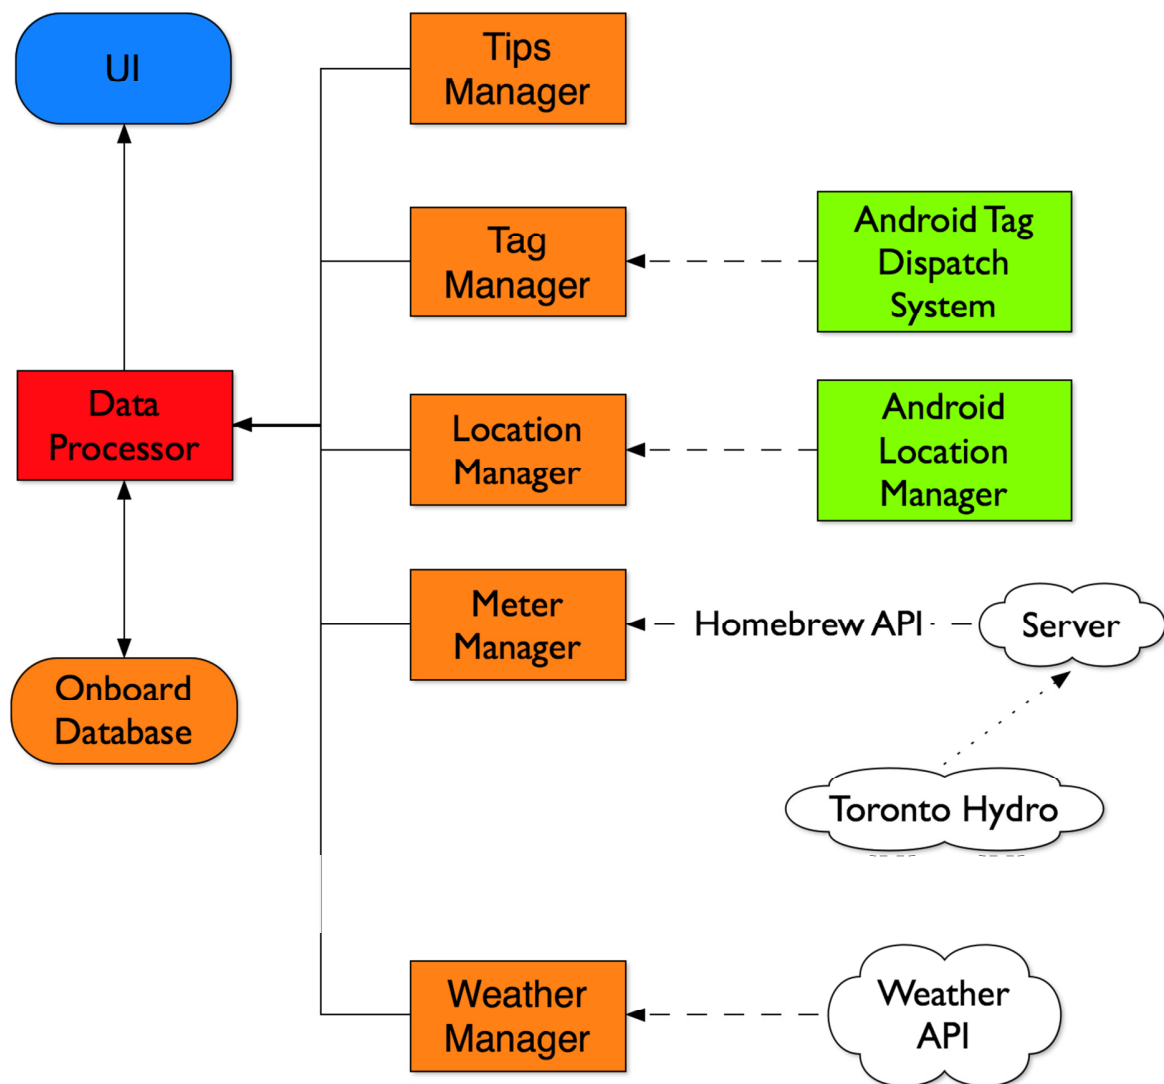 UI
Tips
Manager
Tag
Manager
Android Tag
Dispatch
System
Data
Processor
Location
Manager
Android
Location
Manager
Meter
Manager
Homebrew API
Server
Onboard
Database
Toronto Hydro
Weather
Manager
Weather
API